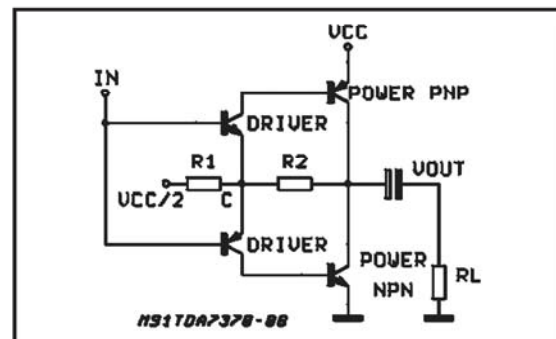 VCC
IN
POWER PNP
DRIVER
R1
R2
VOUT
VCC/2
C
DRIVER
POWER
NPN
RL
M91TDA7378-08